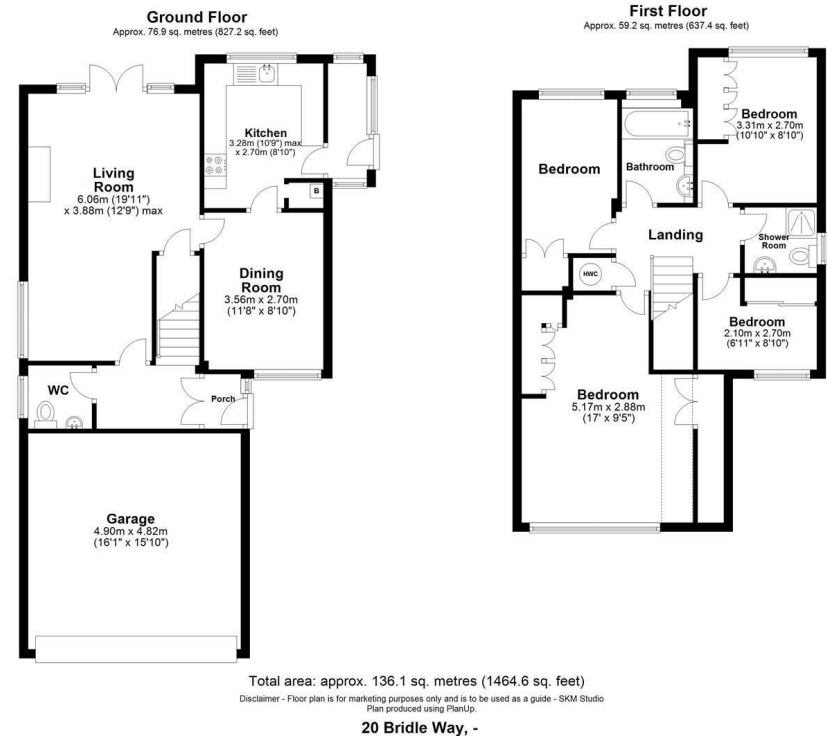 Ground Floor
Approx. 76.9 sq. metres (827.2 sq. feet)
Kitchen
3.28m (10'9") max
x 2.70m (8'10")
Living
Room
6.06m (19'11")
x 3.88m (12'9") max
B
Dining
Room
3.56m x 2.70m
(11'8" x 8'10")
WC
Porch
Garage
4.90m x 4.82m
(16'1" x 15'10")
First Floor
Approx. 59.2 sq. metres (637.4 sq. feet)
Bedroom
3.31m x 2.70m
(10'10" x 8'10")
Bedroom
Bathroom
Landing
Shower
Room
HWC
Bedroom
2.10m x 2.70m
(6'11" x 8'10")
Bedroom
5.17m x 2.88m
(17' x 9'5")
Total area: approx. 136.1 sq. metres (1464.6 sq. feet)
Disclaimer - Floor plan is for marketing purposes only and is to be used as a guide - SKM Studio
Plan produced using PlanUp.
20 Bridle Way, -